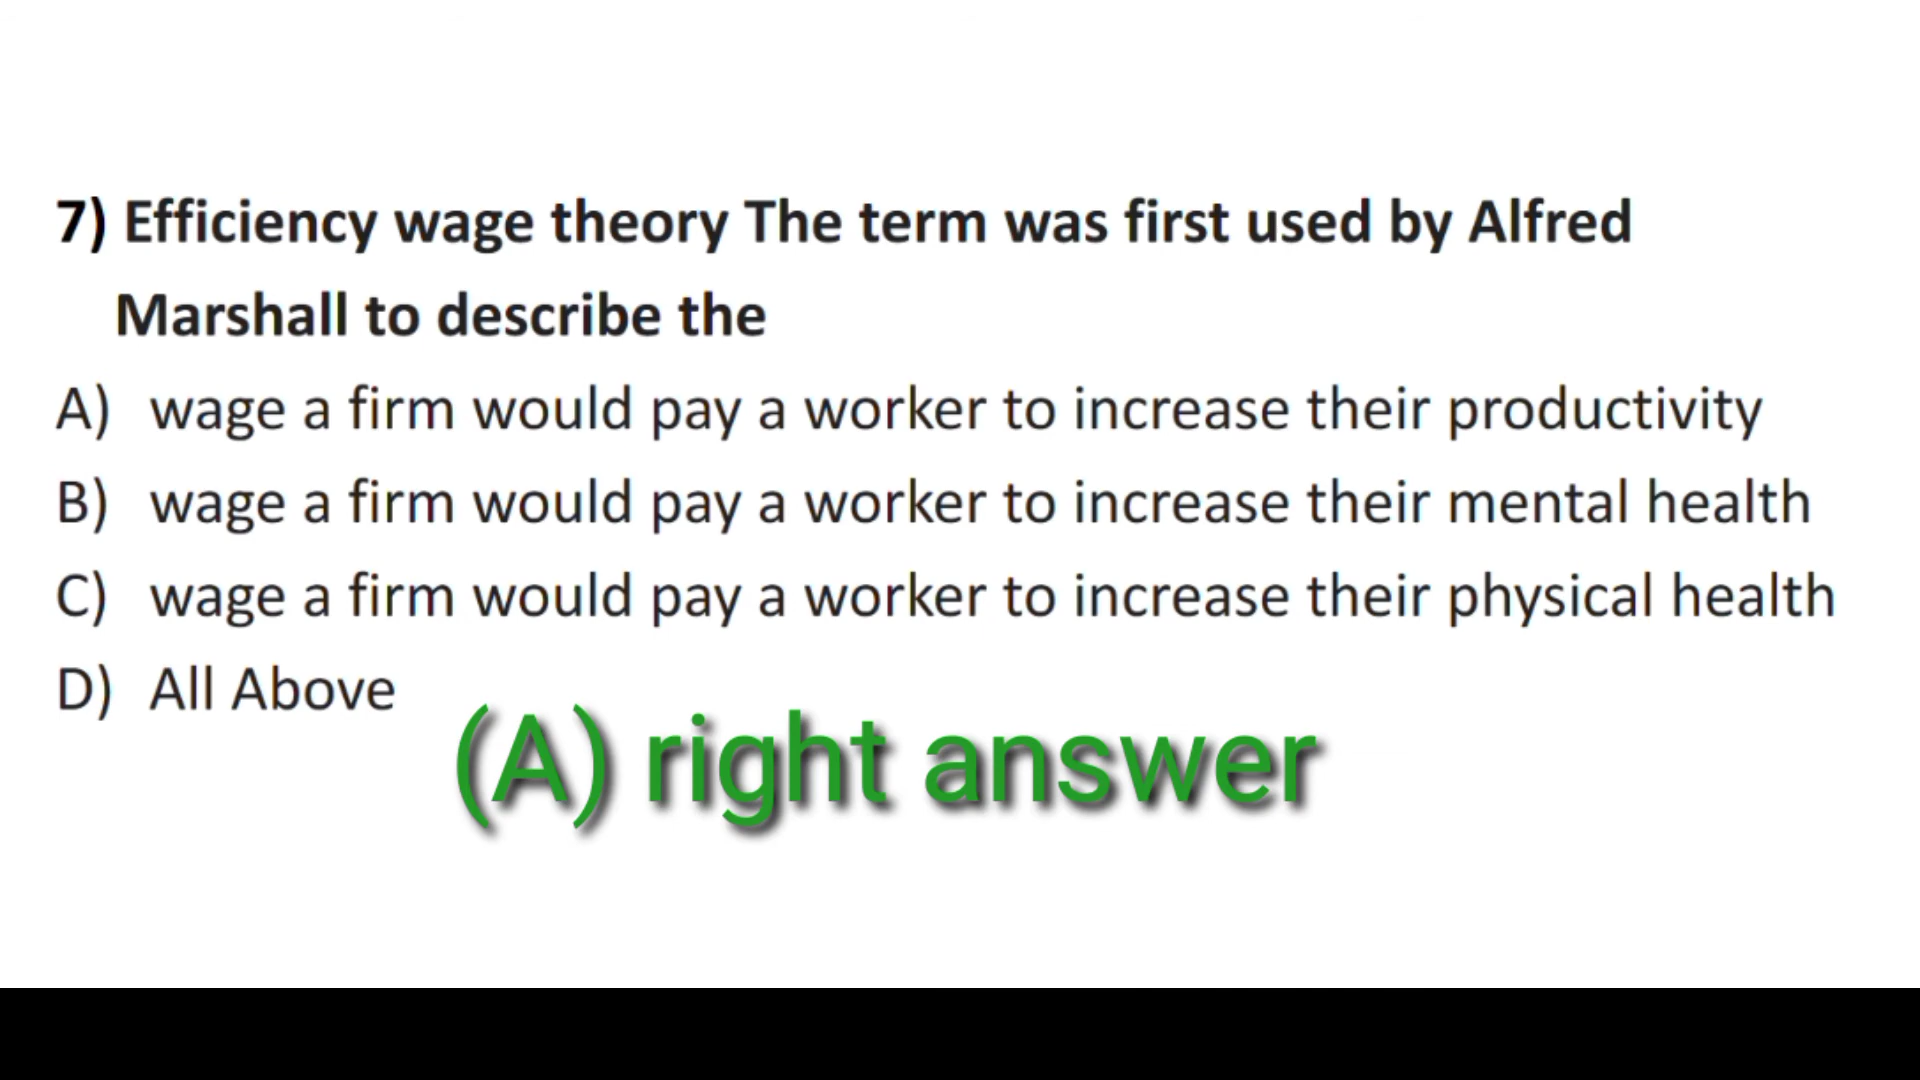 7) Efficiency wage theory The term was first used by Alfred
Marshall to describe the
A) wage a firm would pay a worker to increase their productivity
B) wage a firm would pay a worker to increase their mental health
C) wage a firm would pay a worker to increase their physical health
D) All Above
(A) right answer